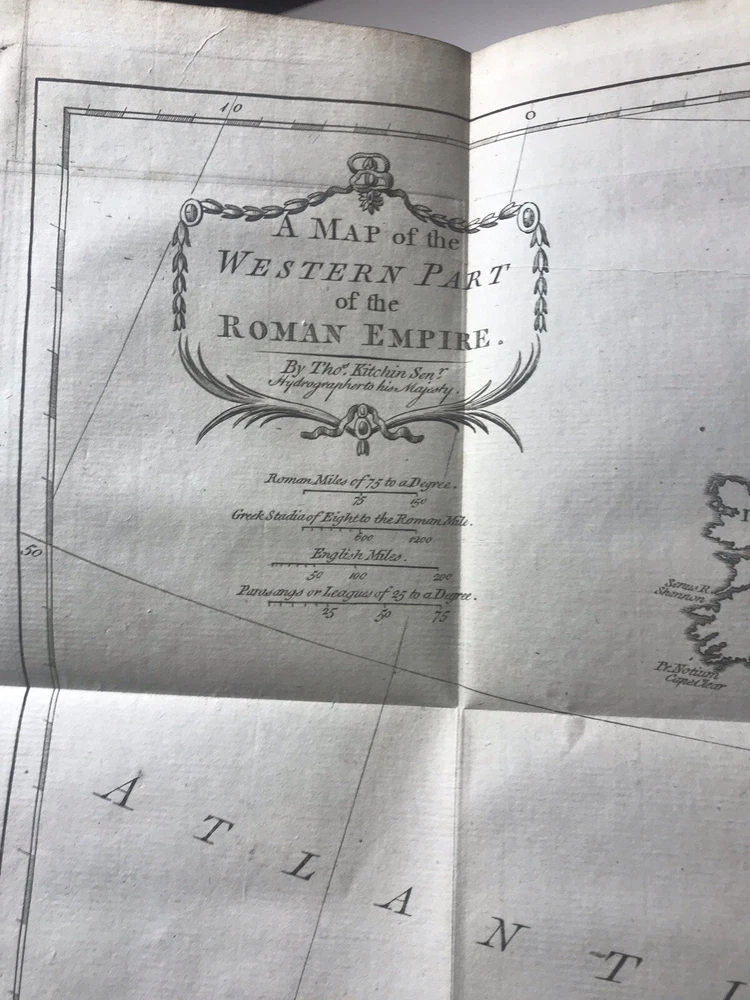 10
0
A MAP of the
WESTERN PART
of the
ROMAN EMPIRE.
By Thos. Kitchin Senr.
Hydrographer to his Majesty.
Roman Miles of 75 to a Degree.
75 150
Greek Stadia of Eight to the Roman Mile.
600 1200
English Miles.
50 100 200
Parasangs or Leagues of 25 to a Degree.
25 50 75
50
Senus R.
Shennon
Pr. Notium
Cape Clear
ATLANTI